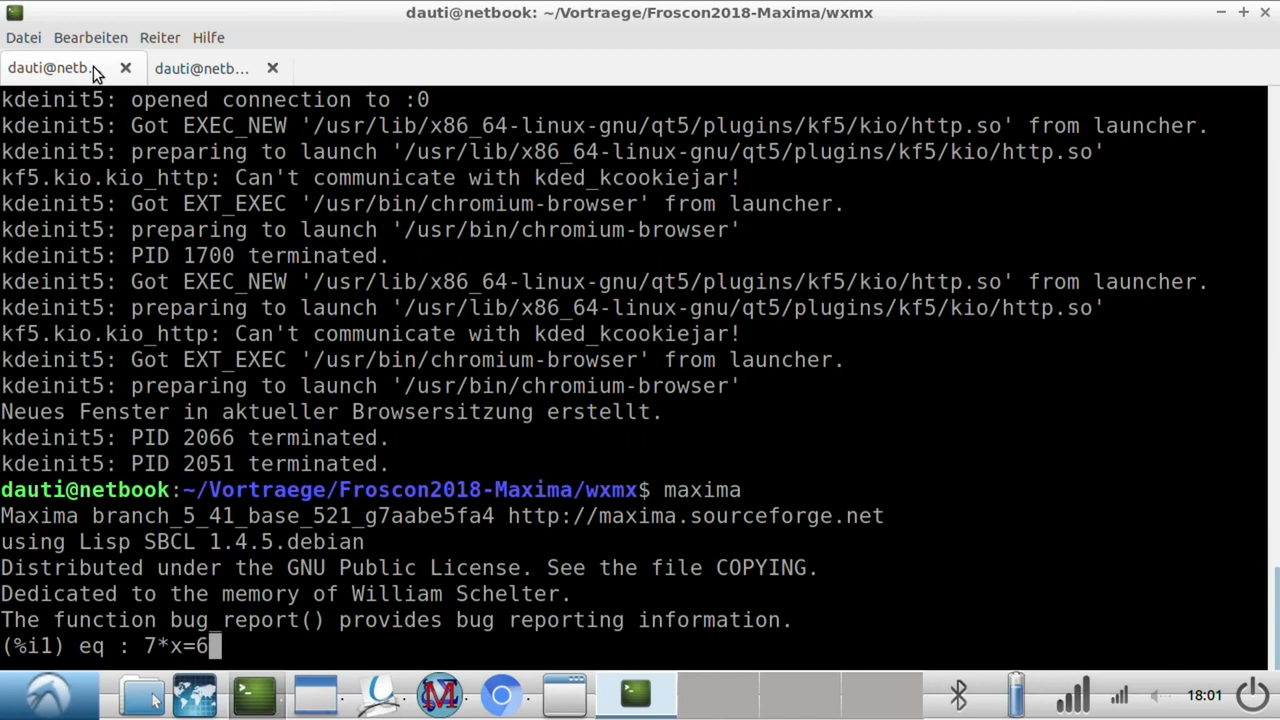 dauti@netbook: ~/Vortraege/Froscon2018-Maxima/wxmx
Datei Bearbeiten Reiter Hilfe
dauti@netb... dauti@netb...
kdeinit5: opened connection to :0
kdeinit5: Got EXEC_NEW '/usr/lib/x86_64-linux-gnu/qt5/plugins/kf5/kio/http.so' from launcher.
kdeinit5: preparing to launch '/usr/lib/x86_64-linux-gnu/qt5/plugins/kf5/kio/http.so'
kf5.kio.kio_http: Can't communicate with kded_kcookiejar!
kdeinit5: Got EXT_EXEC '/usr/bin/chromium-browser' from launcher.
kdeinit5: preparing to launch '/usr/bin/chromium-browser'
kdeinit5: PID 1700 terminated.
kdeinit5: Got EXEC_NEW '/usr/lib/x86_64-linux-gnu/qt5/plugins/kf5/kio/http.so' from launcher.
kdeinit5: preparing to launch '/usr/lib/x86_64-linux-gnu/qt5/plugins/kf5/kio/http.so'
kf5.kio.kio_http: Can't communicate with kded_kcookiejar!
kdeinit5: Got EXT_EXEC '/usr/bin/chromium-browser' from launcher.
kdeinit5: preparing to launch '/usr/bin/chromium-browser'
Neues Fenster in aktueller Browsersitzung erstellt.
kdeinit5: PID 2066 terminated.
kdeinit5: PID 2051 terminated.
dauti@netbook:~/Vortraege/Froscon2018-Maxima/wxmx$ maxima
Maxima branch_5_41_base_521_g7aabe5fa4 http://maxima.sourceforge.net
using Lisp SBCL 1.4.5.debian
Distributed under the GNU Public License. See the file COPYING.
Dedicated to the memory of William Schelter.
The function bug_report() provides bug reporting information.
(%i1) eq : 7*x=6
18:01